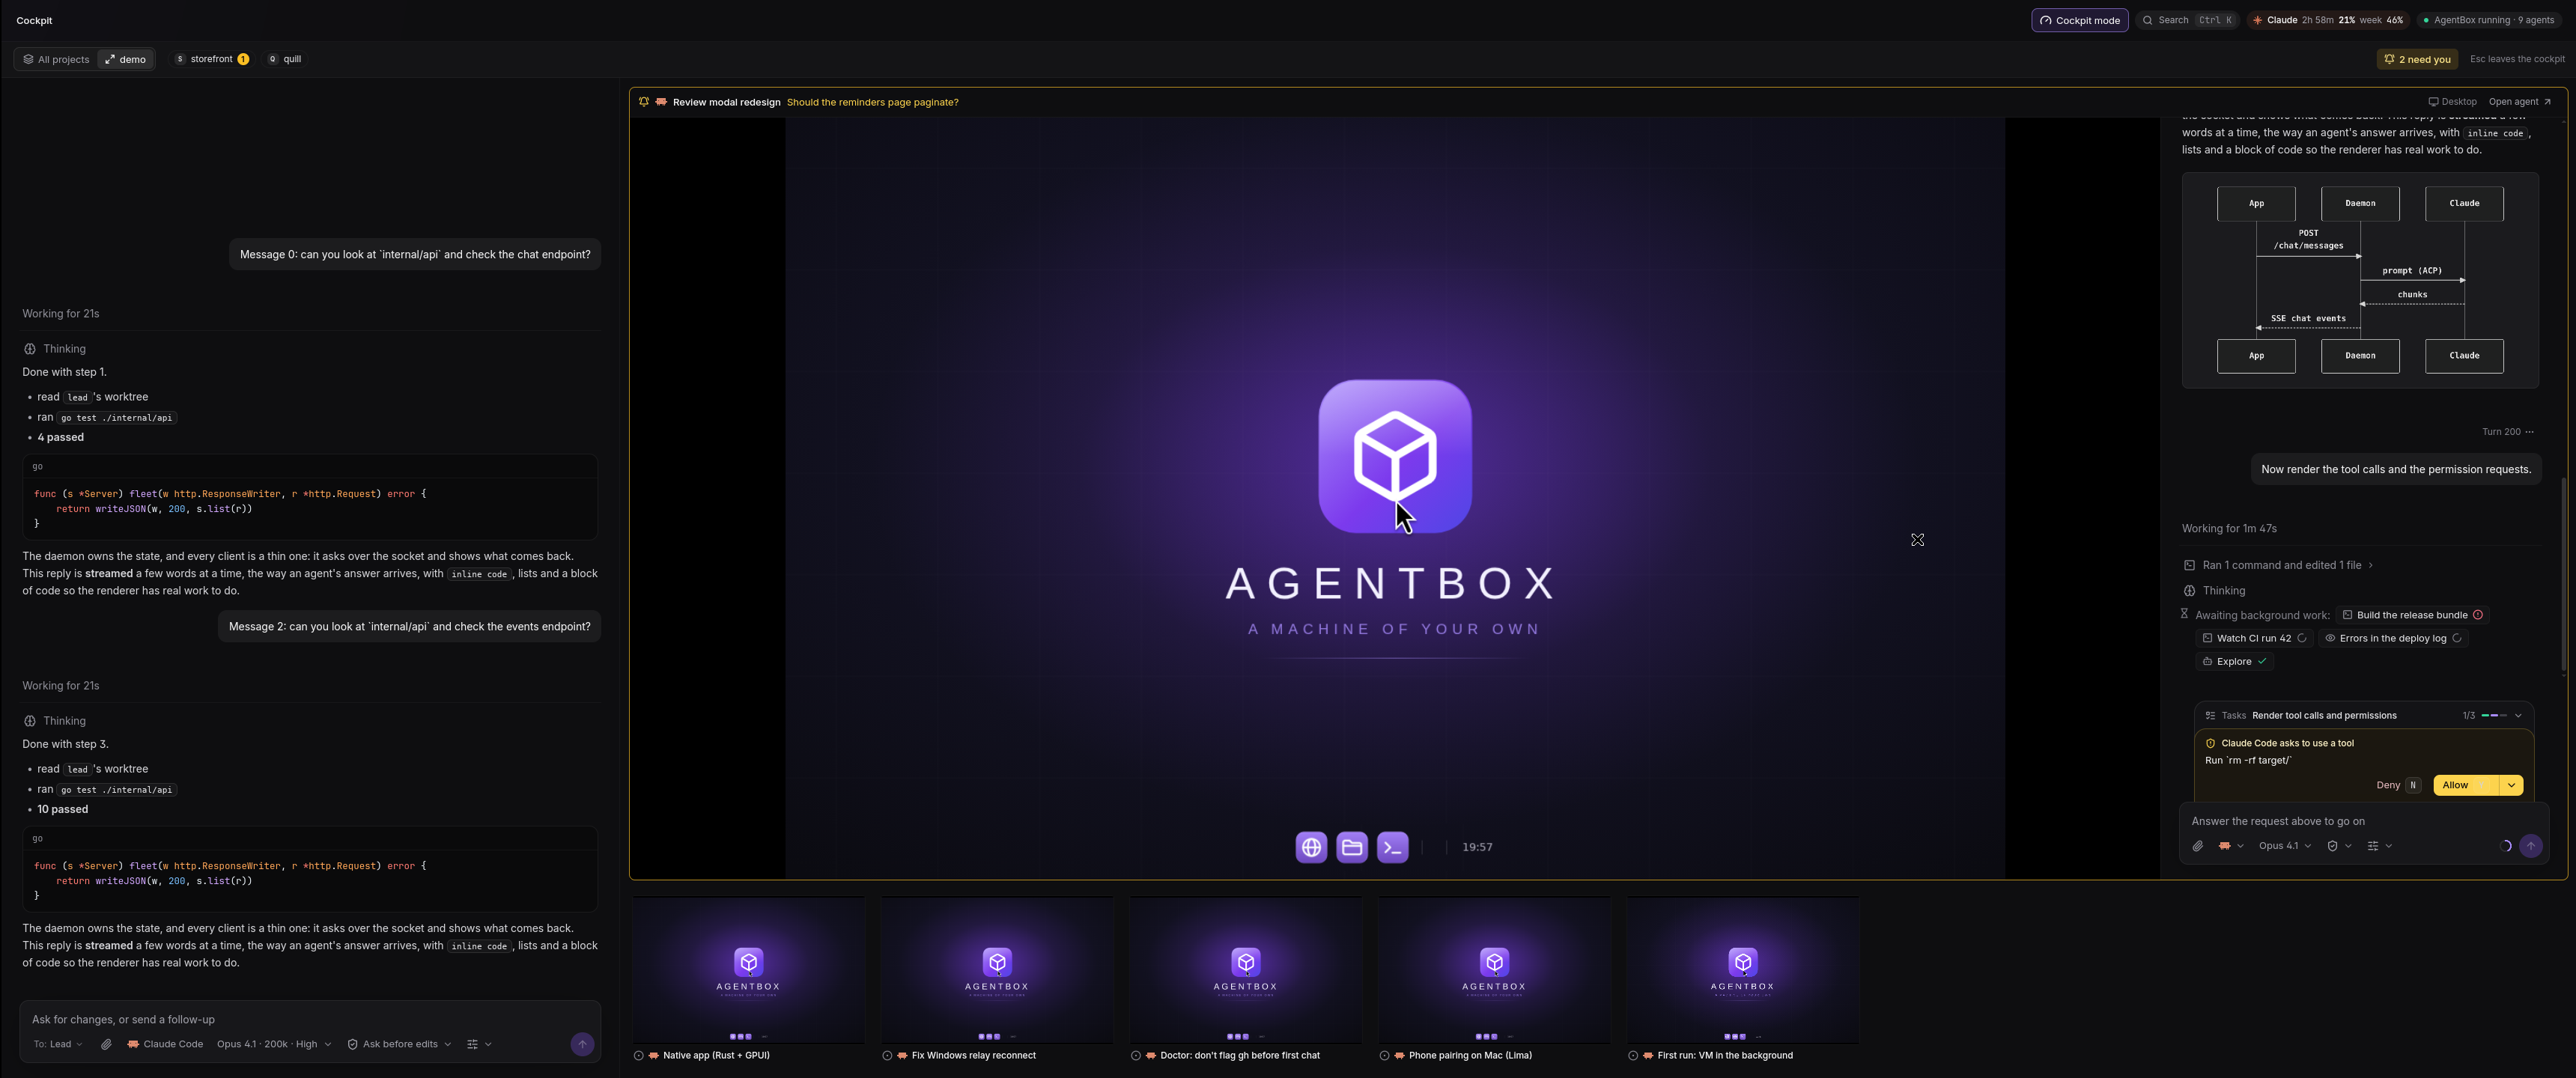 Cockpit
Cockpit mode
Search Ctrl K
Claude 2h 58m 21% week 46%
AgentBox running · 9 agents
All projects
demo
S storefront 1
Q quill
2 need you
Esc leaves the cockpit
Message 0: can you look at `internal/api` and check the chat endpoint?
Working for 21s
Thinking
Done with step 1.
• read lead 's worktree
• ran go test ./internal/api
• 4 passed
go
func (s *Server) fleet(w http.ResponseWriter, r *http.Request) error {
return writeJSON(w, 200, s.list(r))
}
The daemon owns the state, and every client is a thin one: it asks over the socket and shows what comes back.
This reply is streamed a few words at a time, the way an agent's answer arrives, with inline code, lists and a block
of code so the renderer has real work to do.
Message 2: can you look at `internal/api` and check the events endpoint?
Working for 21s
Thinking
Done with step 3.
• read lead 's worktree
• ran go test ./internal/api
• 10 passed
go
func (s *Server) fleet(w http.ResponseWriter, r *http.Request) error {
return writeJSON(w, 200, s.list(r))
}
The daemon owns the state, and every client is a thin one: it asks over the socket and shows what comes back.
This reply is streamed a few words at a time, the way an agent's answer arrives, with inline code, lists and a block
of code so the renderer has real work to do.
Ask for changes, or send a follow-up
To: Lead
Claude Code
Opus 4.1 · 200k · High
Ask before edits
Review modal redesign Should the reminders page paginate?
Desktop
Open agent
AGENTBOX
A MACHINE OF YOUR OWN
19:57
words at a time, the way an agent's answer arrives, with inline code,
lists and a block of code so the renderer has real work to do.
App Daemon Claude
POST
/chat/messages
prompt (ACP)
chunks
SSE chat events
App Daemon Claude
Turn 200 ···
Now render the tool calls and the permission requests.
Working for 1m 47s
Ran 1 command and edited 1 file
Thinking
Awaiting background work: Build the release bundle
Watch CI run 42 Errors in the deploy log
Explore
Tasks Render tool calls and permissions 1/3
Claude Code asks to use a tool
Run `rm -rf target/`
Deny N Allow
Answer the request above to go on
Opus 4.1
AGENTBOX
AGENTBOX
AGENTBOX
AGENTBOX
AGENTBOX
Native app (Rust + GPUI)
Fix Windows relay reconnect
Doctor: don't flag gh before first chat
Phone pairing on Mac (Lima)
First run: VM in the background